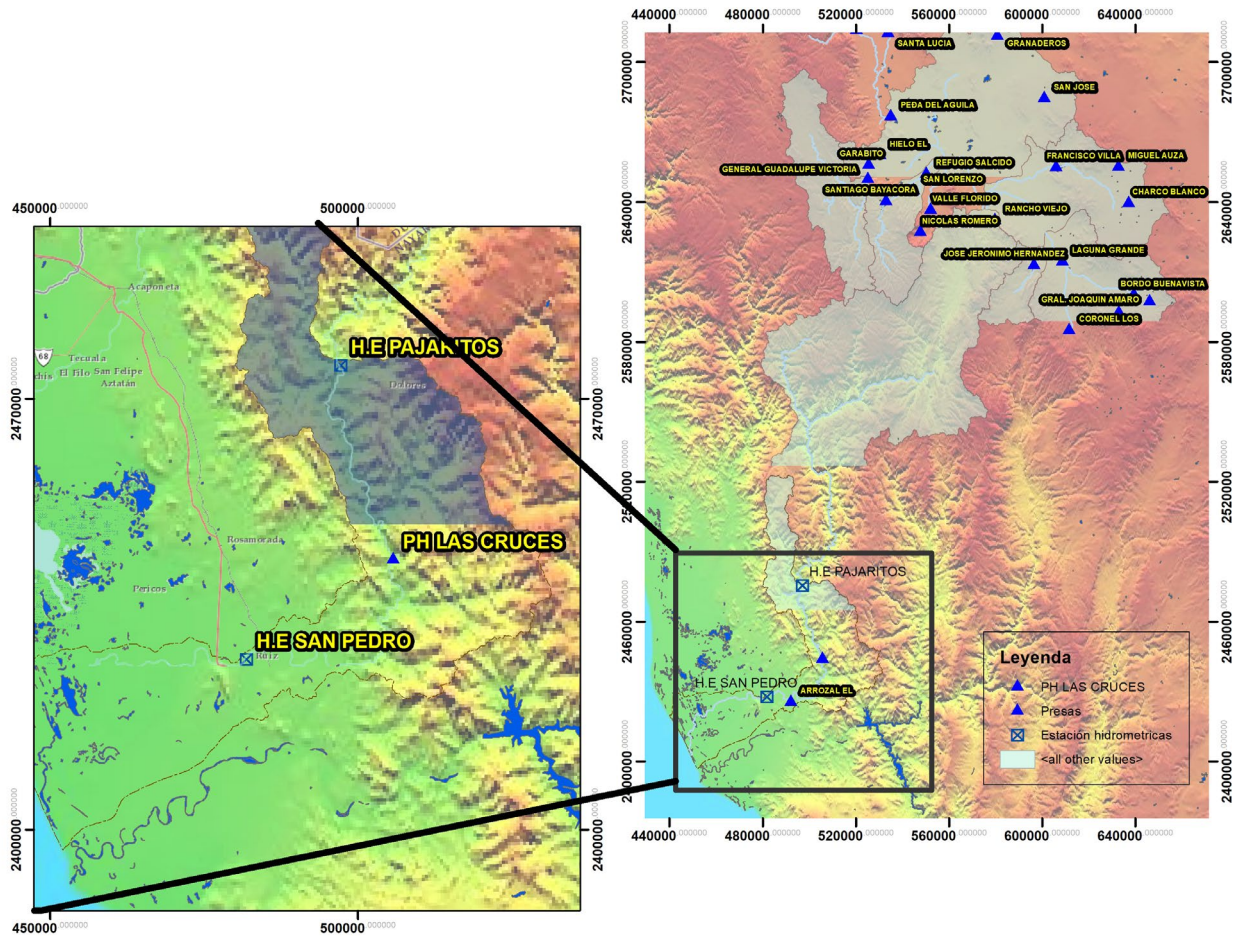 450000.000000
500000.000000
DU
Acaponeta
H.E PAJARITOS
68
Tecuala
chis El Filo San Felipe
Aztatán
Dolores
2470000.000000
2470000.000000
PH LAS CRUCES
Rosamorada
Pericos
H.E SAN PEDRO
Ruiz
2400000.000000
2400000.000000
450000.000000
500000.000000
440000.000000
480000.000000
520000.000000
560000.000000
600000.000000
640000.000000
SANTA LUCIA
GRANADEROS
2700000.000000
2700000.000000
SAN JOSE
PEÐA DEL AGUILA
HIELO EL
GARABITO
REFUGIO SALCIDO
FRANCISCO VILLA
MIGUEL AUZA
GENERAL GUADALUPE VICTORIA
SAN LORENZO
SANTIAGO BAYACORA
CHARCO BLANCO
VALLE FLORIDO
RANCHO VIEJO
2640000.000000
2640000.000000
NICOLAS ROMERO
JOSE JERONIMO HERNANDEZ
LAGUNA GRANDE
BORDO BUENAVISTA
GRAL. JOAQUIN AMARO
CORONEL LOS
2580000.000000
2580000.000000
2520000.000000
2520000.000000
H.E PAJARITOS
2460000.000000
2460000.000000
H.E SAN PEDRO
ARROZAL EL
Leyenda
PH LAS CRUCES
Presas
Estación hidrometricas
<all other values>
2400000.000000
2400000.000000
440000.000000
480000.000000
520000.000000
560000.000000
600000.000000
640000.000000